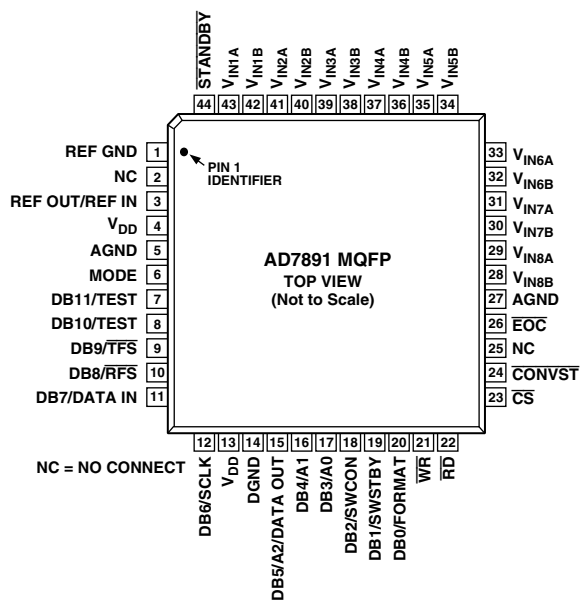 STANDBY
VIN1A
VIN1B
VIN2A
VIN2B
VIN3A
VIN3B
VIN4A
VIN4B
VIN5A
VIN5B
44 43 42 41 40 39 38 37 36 35 34
REF GND 1
NC 2
REF OUT/REF IN 3
VDD 4
AGND 5
MODE 6
DB11/TEST 7
DB10/TEST 8
DB9/TFS 9
DB8/RFS 10
DB7/DATA IN 11
PIN 1
IDENTIFIER
AD7891 MQFP
TOP VIEW
(Not to Scale)
33 VIN6A
32 VIN6B
31 VIN7A
30 VIN7B
29 VIN8A
28 VIN8B
27 AGND
26 EOC
25 NC
24 CONVST
23 CS
12 13 14 15 16 17 18 19 20 21 22
NC = NO CONNECT
DB6/SCLK
VDD
DGND
DB5/A2/DATA OUT
DB4/A1
DB3/A0
DB2/SWCON
DB1/SWSTBY
DB0/FORMAT
WR
RD